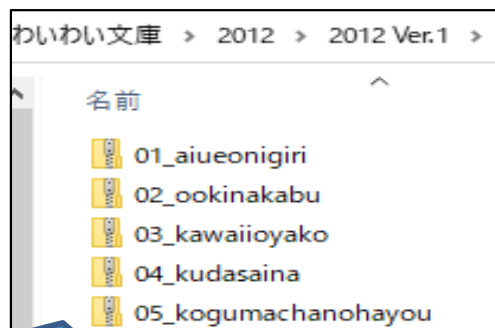 わいわい文庫 > 2012 > 2012 Ver.1 >
名前
01_aiueonigiri
02_ookinakabu
03_kawaiioyako
04_kudasaina
05_kogumachanohayou